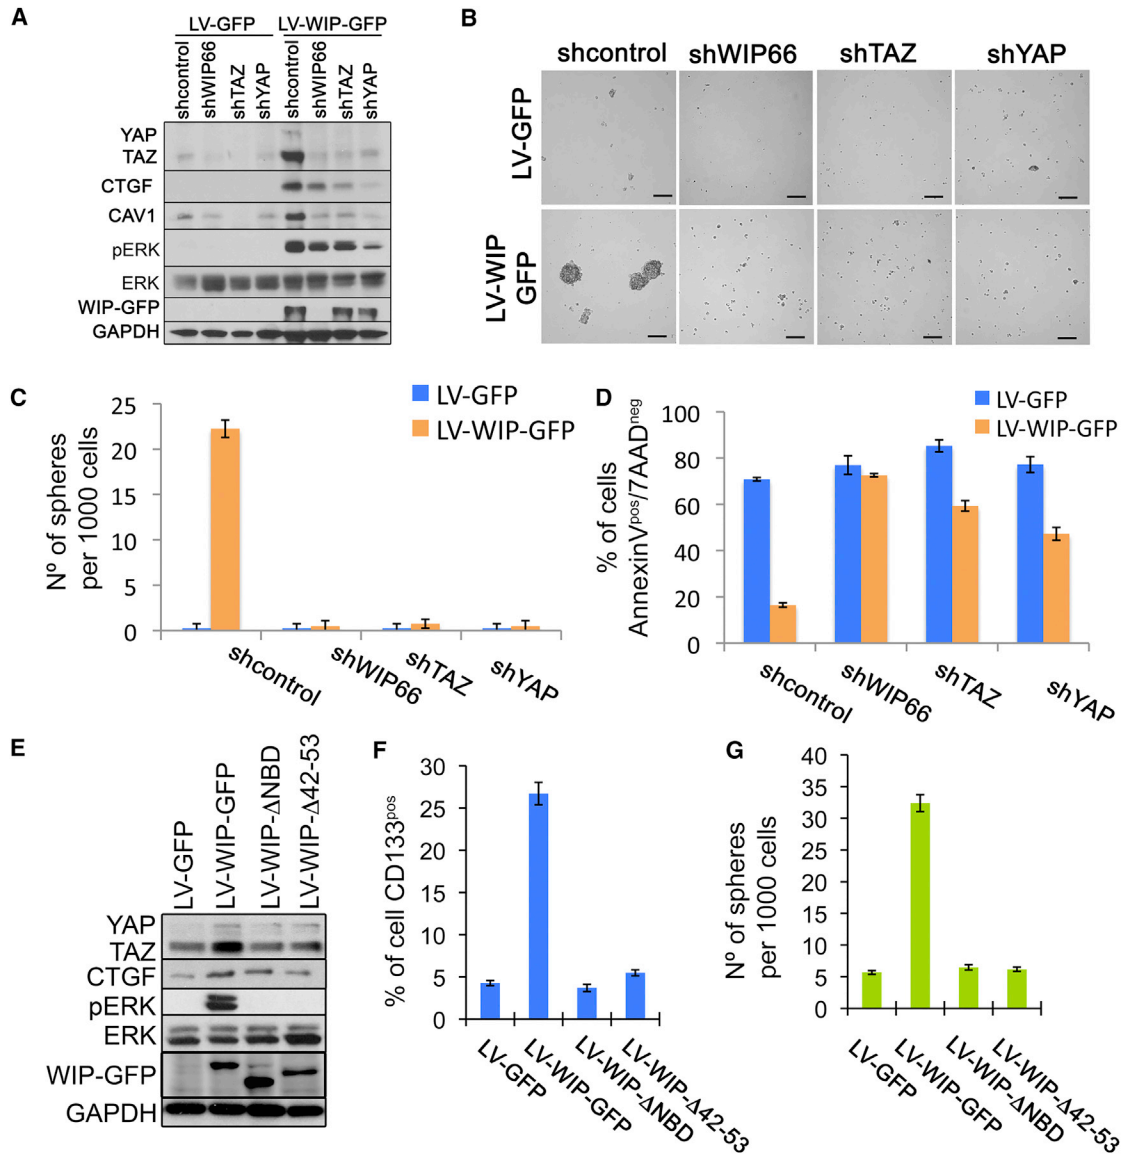 A
LV-GFP LV-WIP-GFP
shcontrol shWIP66 shTAZ shYAP shcontrol shWIP66 shTAZ shYAP
YAP
TAZ
CTGF
CAV1
pERK
ERK
WIP-GFP
GAPDH
B
shcontrol shWIP66 shTAZ shYAP
LV-GFP
LV-WIP
GFP
C
LV-GFP
LV-WIP-GFP
Nº of spheres
per 1000 cells
25
20
15
10
5
0
shcontrol shWIP66 shTAZ shYAP
D
LV-GFP
LV-WIP-GFP
% of cells
AnnexinVpos/7AADneg
100
80
60
40
20
0
shcontrol shWIP66 shTAZ shYAP
E
LV-GFP LV-WIP-GFP LV-WIP-ΔNBD LV-WIP-Δ42-53
YAP
TAZ
CTGF
pERK
ERK
WIP-GFP
GAPDH
F
% of cell CD133pos
30
25
20
15
10
5
0
LV-GFP LV-WIP-GFP LV-WIP-ΔNBD LV-WIP-Δ42-53
G
Nº of spheres
per 1000 cells
40
35
30
25
20
15
10
5
0
LV-GFP LV-WIP-GFP LV-WIP-ΔNBD LV-WIP-Δ42-53